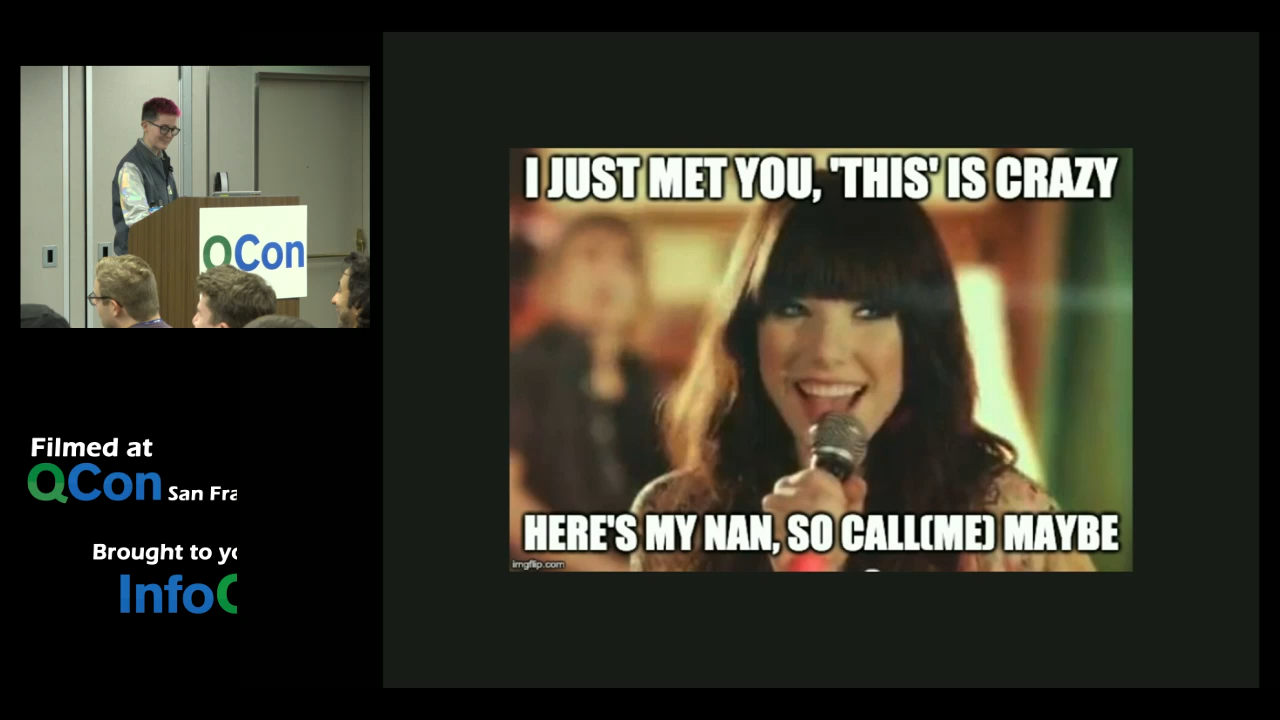 QCon
Filmed at
QCon San Fra
Brought to yo
InfoQ
I JUST MET YOU, 'THIS' IS CRAZY
HERE'S MY NAN, SO CALL(ME) MAYBE
imgflip.com